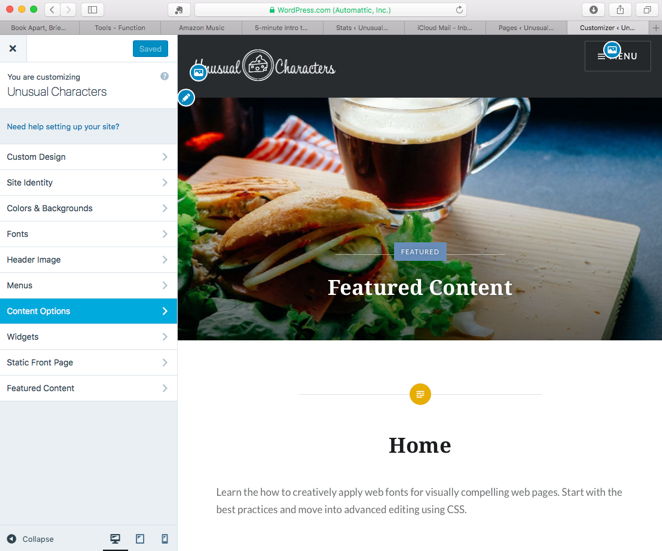 WordPress.com (Automattic, Inc.)
Book Apart, Brie...
Tools – Function
Amazon Music
5-minute Intro t...
Stats ‹ Unusual...
iCloud Mail - Inb...
Pages ‹ Unusual...
Customizer ‹ Un...
Saved
You are customizing
Unusual Characters
Need help setting up your site?
Custom Design
Site Identity
Colors & Backgrounds
Fonts
Header Image
Menus
Content Options
Widgets
Static Front Page
Featured Content
Collapse
Unusual Characters
MENU
FEATURED
Featured Content
Home
Learn the how to creatively apply web fonts for visually compelling web pages. Start with the
best practices and move into advanced editing using CSS.